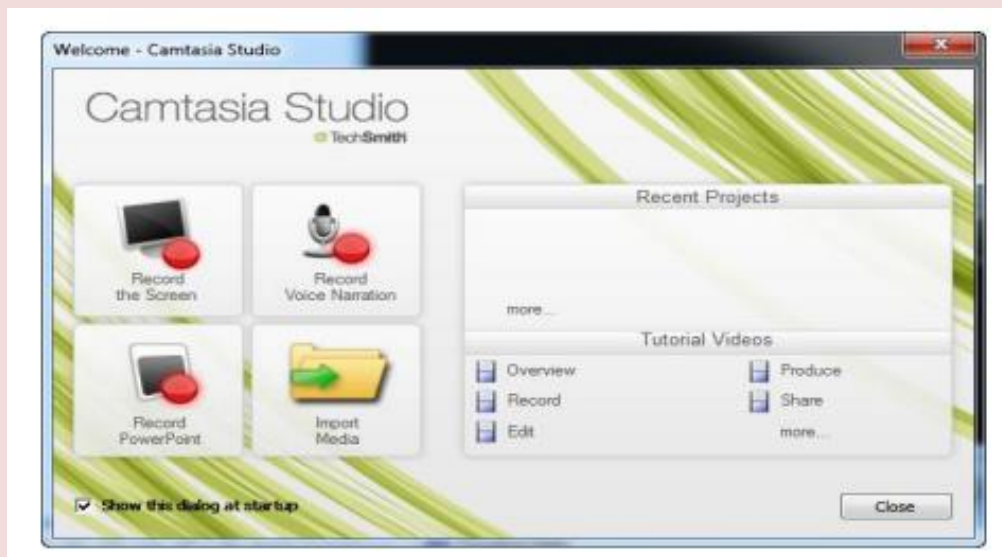 Welcome - Camtasia Studio
Camtasia Studio
TechSmith
Record
the Screen
Record
Voice Narration
Record
PowerPoint
Import
Media
Recent Projects
more...
Tutorial Videos
Overview
Record
Edit
Produce
Share
more...
Show this dialog at startup
Close